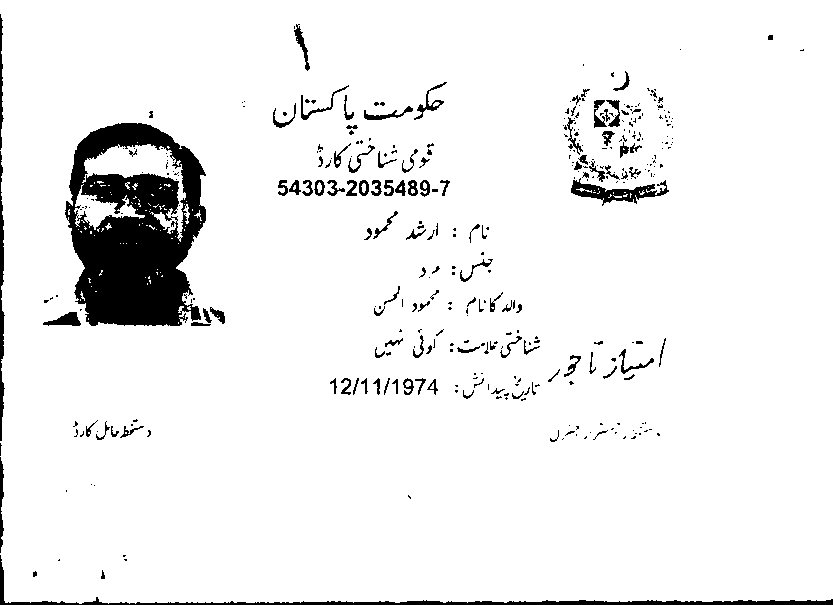 حکومت پاکستان
قومی شناختی کارڈ
54303-2035489-7
نام : ارشد محمود
جنس : مرد
والد کا نام : محمود الحسن
شناختی علامت : کوئی نہیں
تاریخ پیدائش : 12/11/1974
امتیاز تاجور
دستخط حامل کارڈ
دستخط رجسٹرار جنرل